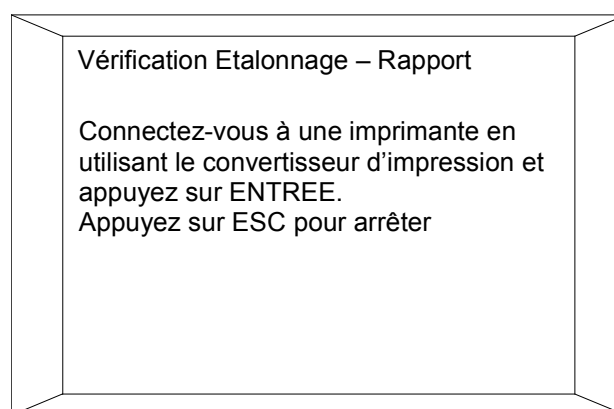 Vérification Etalonnage – Rapport
Connectez-vous à une imprimante en
utilisant le convertisseur d’impression et
appuyez sur ENTREE.
Appuyez sur ESC pour arrêter